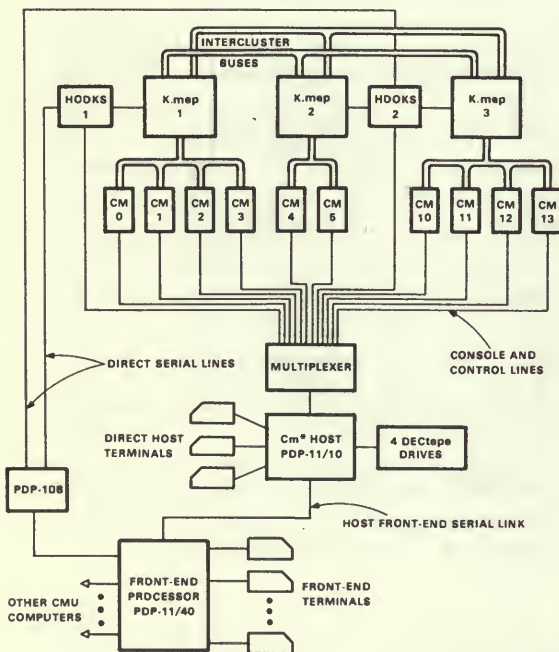 INTERCLUSTER
BUSES
HOOKS
1
K.map
1
K.map
2
HOOKS
2
K.map
3
CM
0
CM
1
CM
2
CM
3
CM
4
CM
5
CM
10
CM
11
CM
12
CM
13
DIRECT SERIAL LINES
MULTIPLEXER
CONSOLE AND
CONTROL LINES
DIRECT HOST
TERMINALS
Cm* HOST
PDP-11/10
4 DECtape
DRIVES
PDP-10B
HOST FRONT-END SERIAL LINK
FRONT-END
PROCESSOR
PDP-11/40
OTHER CMU
COMPUTERS
FRONT-END
TERMINALS